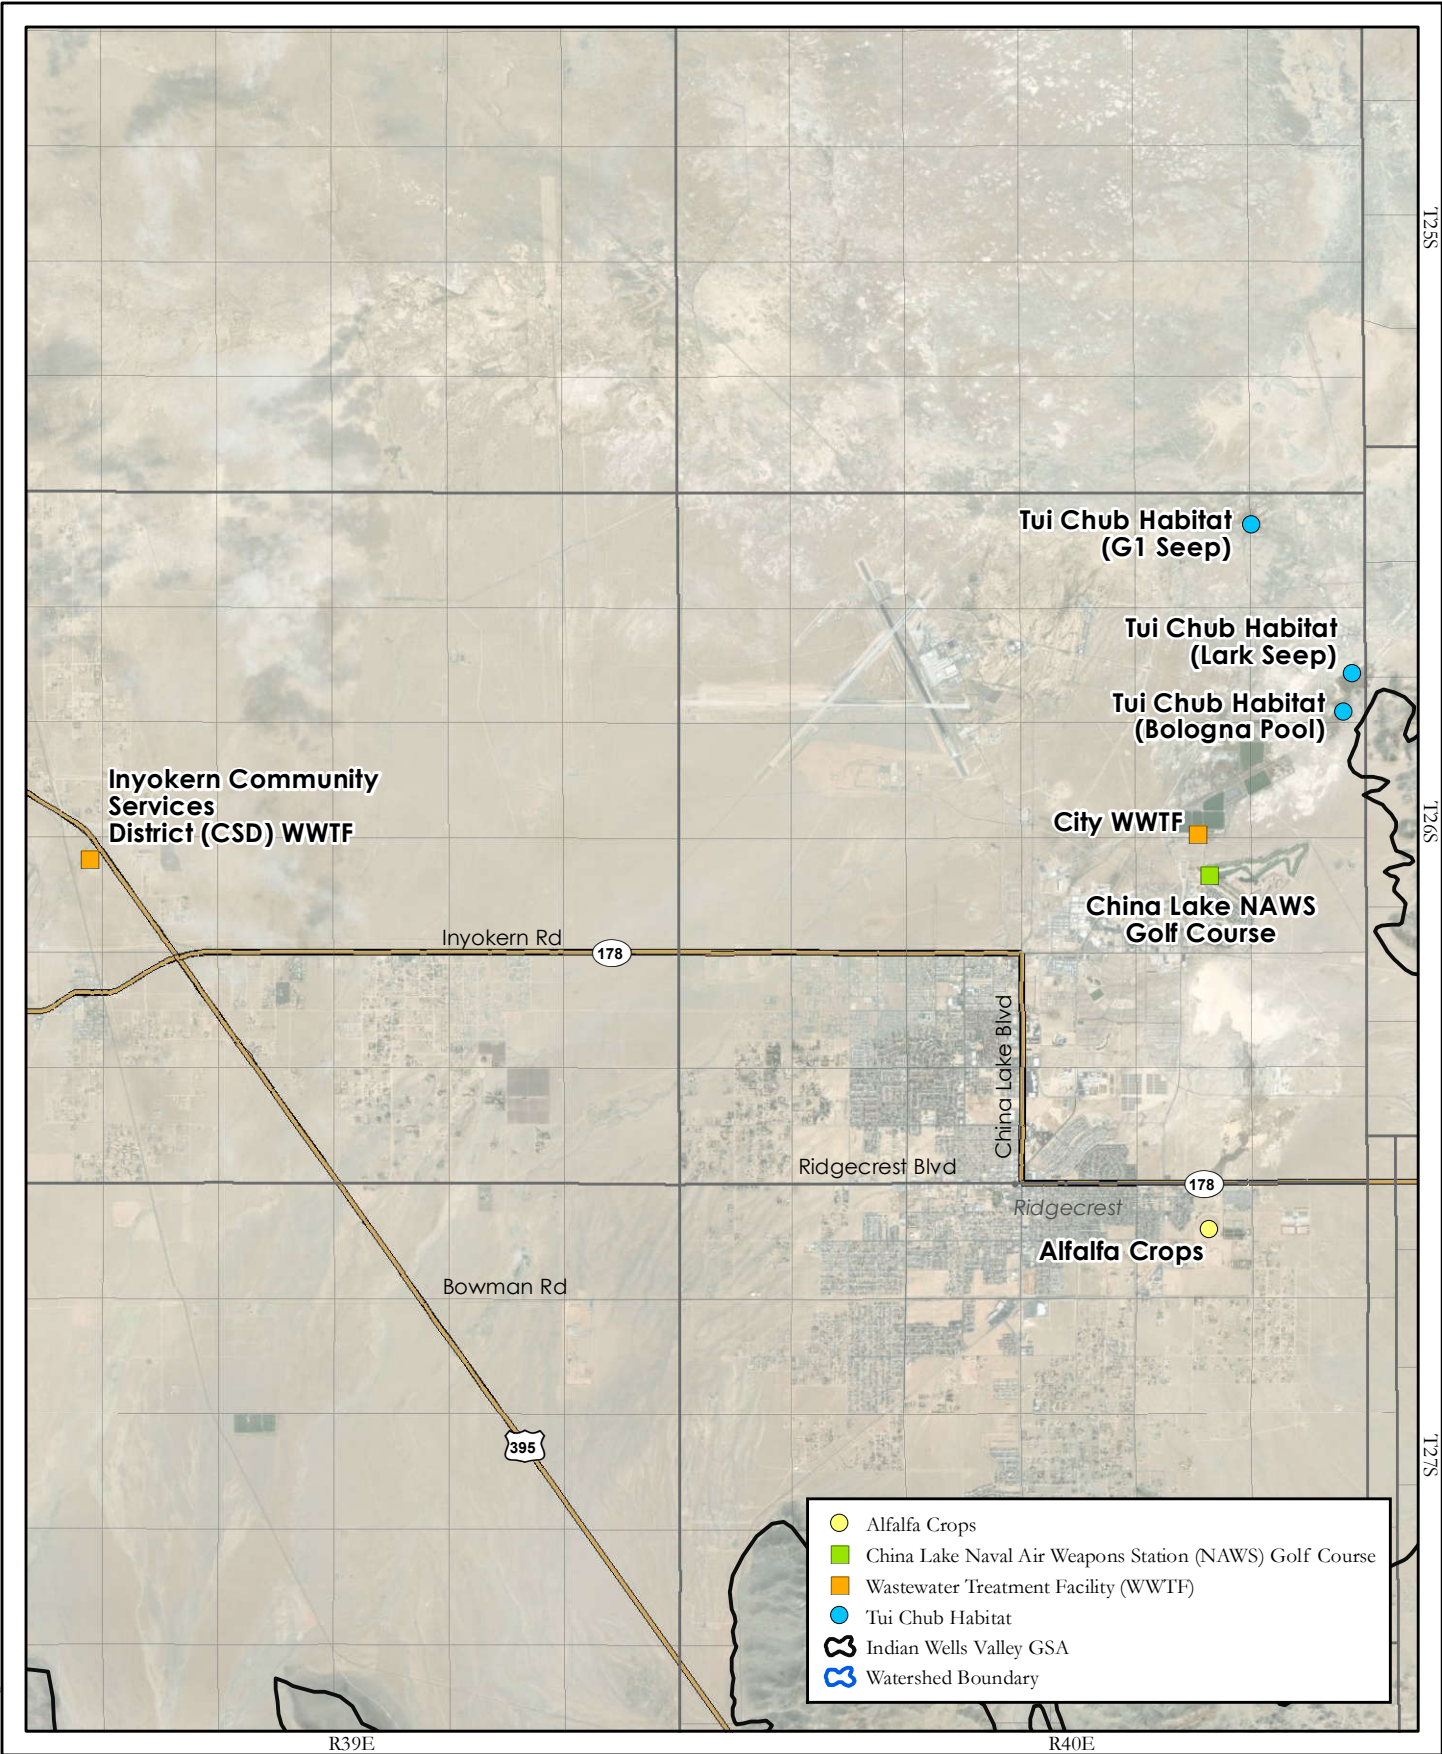 T25S
Tui Chub Habitat
(G1 Seep)
Tui Chub Habitat
(Lark Seep)
Tui Chub Habitat
(Bologna Pool)
Inyokern Community
Services
District (CSD) WWTF
City WWTF
T26S
China Lake NAWS
Golf Course
Inyokern Rd
178
China Lake Blvd
Ridgecrest Blvd
178
Ridgecrest
Alfalfa Crops
Bowman Rd
395
T27S
Alfalfa Crops
China Lake Naval Air Weapons Station (NAWS) Golf Course
Wastewater Treatment Facility (WWTF)
Tui Chub Habitat
Indian Wells Valley GSA
Watershed Boundary
R39E
R40E